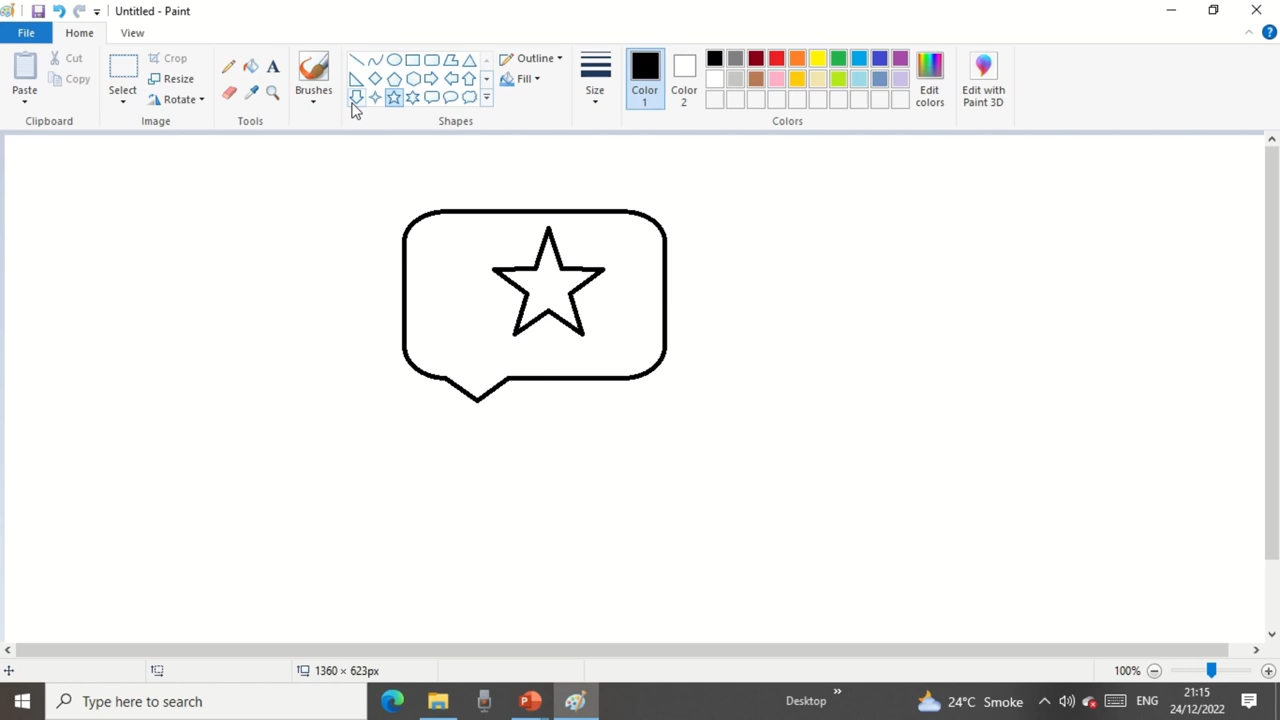 Untitled - Paint
File
Home
View
Paste
Cut
Copy
Clipboard
Select
Crop
Resize
Rotate
Image
A
Tools
Brushes
Shapes
Outline
Fill
Size
Color 1
Color 2
Edit colors
Colors
Edit with Paint 3D
1360 × 623px
100%
Type here to search
Desktop
24°C Smoke
ENG
21:15
24/12/2022